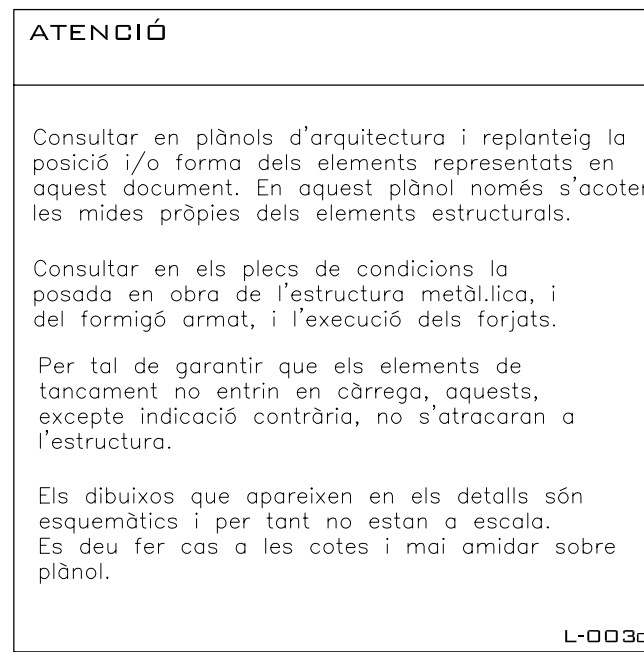 ATENCIÓ
Consultar en plànols d'arquitectura i replanteig la
posició i/o forma dels elements representats en
aquest document. En aquest plànol només s'acoten
les mides pròpies dels elements estructurals.
Consultar en els plecs de condicions la
posada en obra de l'estructura metàl.lica, i
del formigó armat, i l'execució dels forjats.
Per tal de garantir que els elements de
tancament no entrin en càrrega, aquests,
excepte indicació contrària, no s'atracaran a
l'estructura.
Els dibuixos que apareixen en els detalls són
esquemàtics i per tant no estan a escala.
Es deu fer cas a les cotes i mai amidar sobre
plànol.